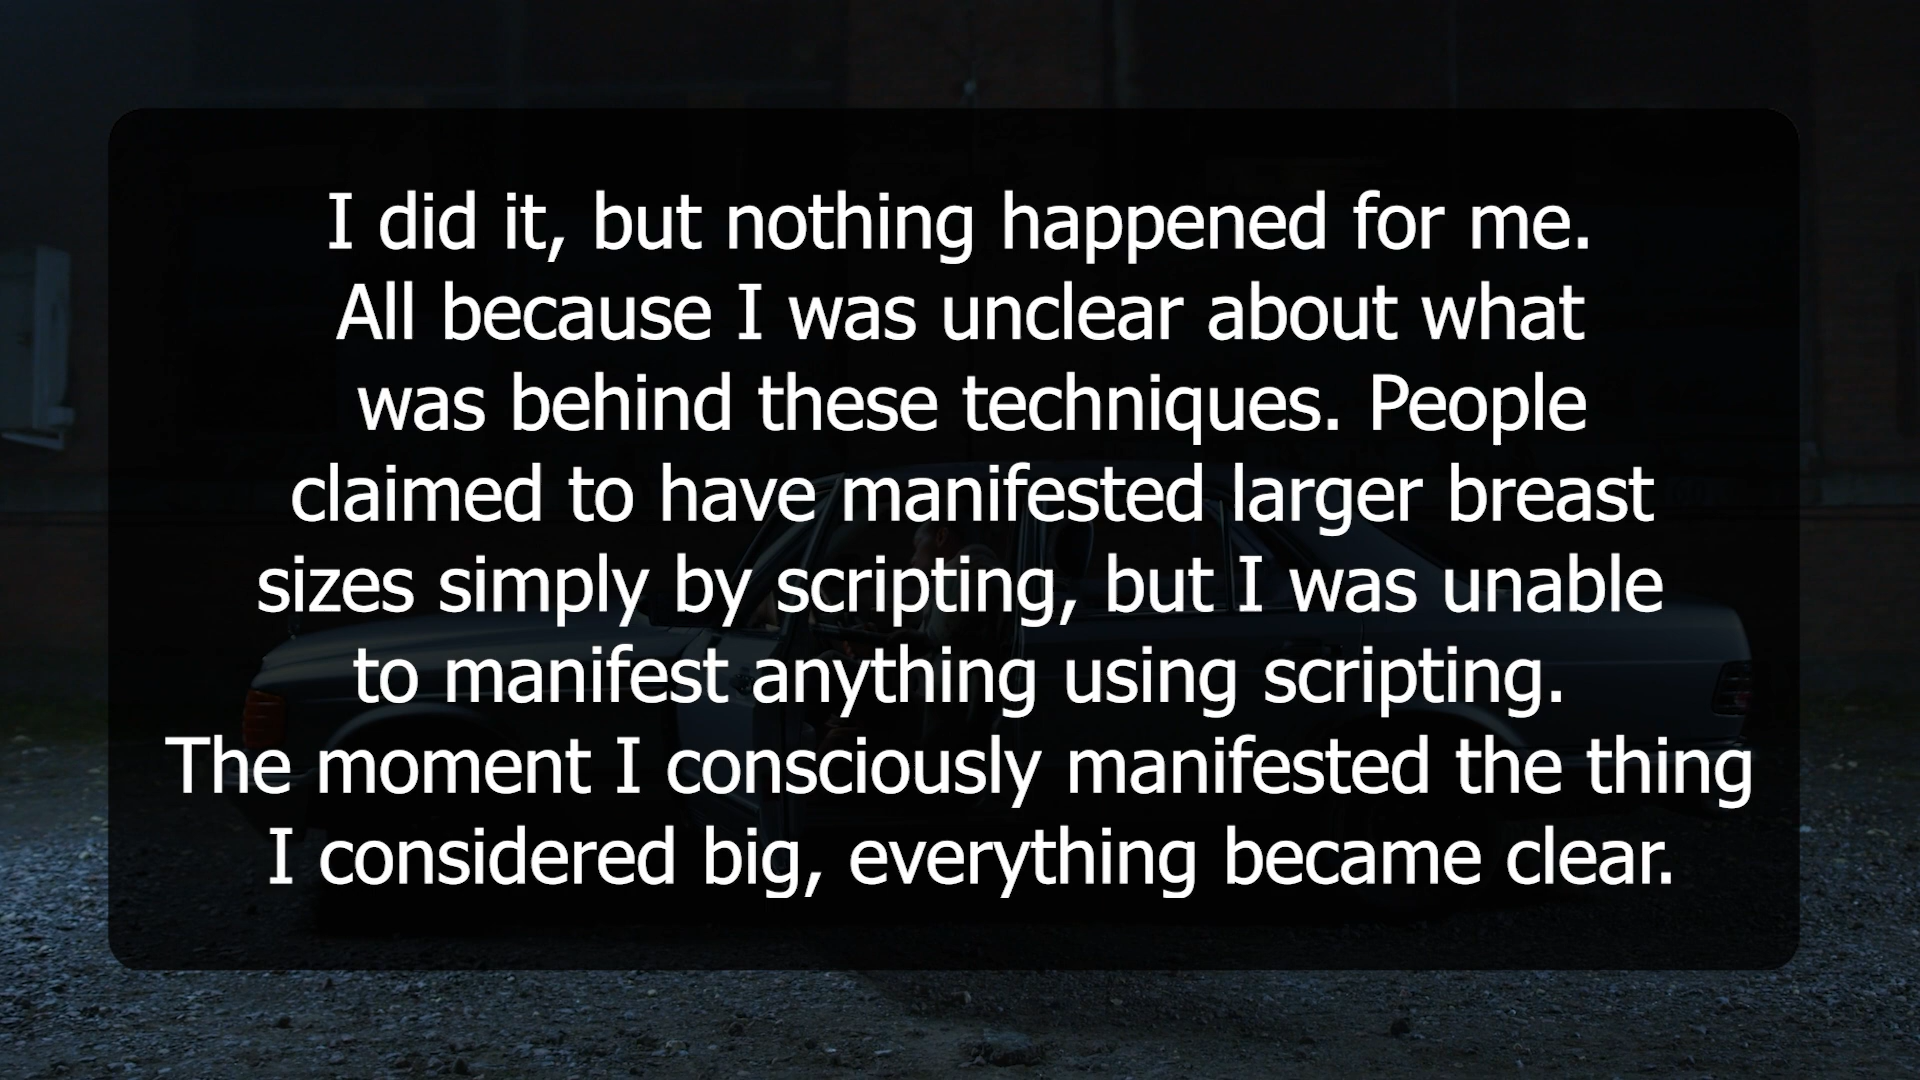 I did it, but nothing happened for me.
All because I was unclear about what
was behind these techniques. People
claimed to have manifested larger breast
sizes simply by scripting, but I was unable
to manifest anything using scripting.
The moment I consciously manifested the thing
I considered big, everything became clear.